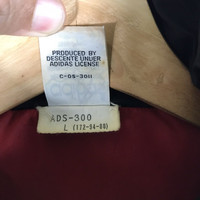 PRODUCED BY
DESCENTE UNDER
ADIDAS LICENSE
C-DS-3011
ADS-300
L (172-94-80)